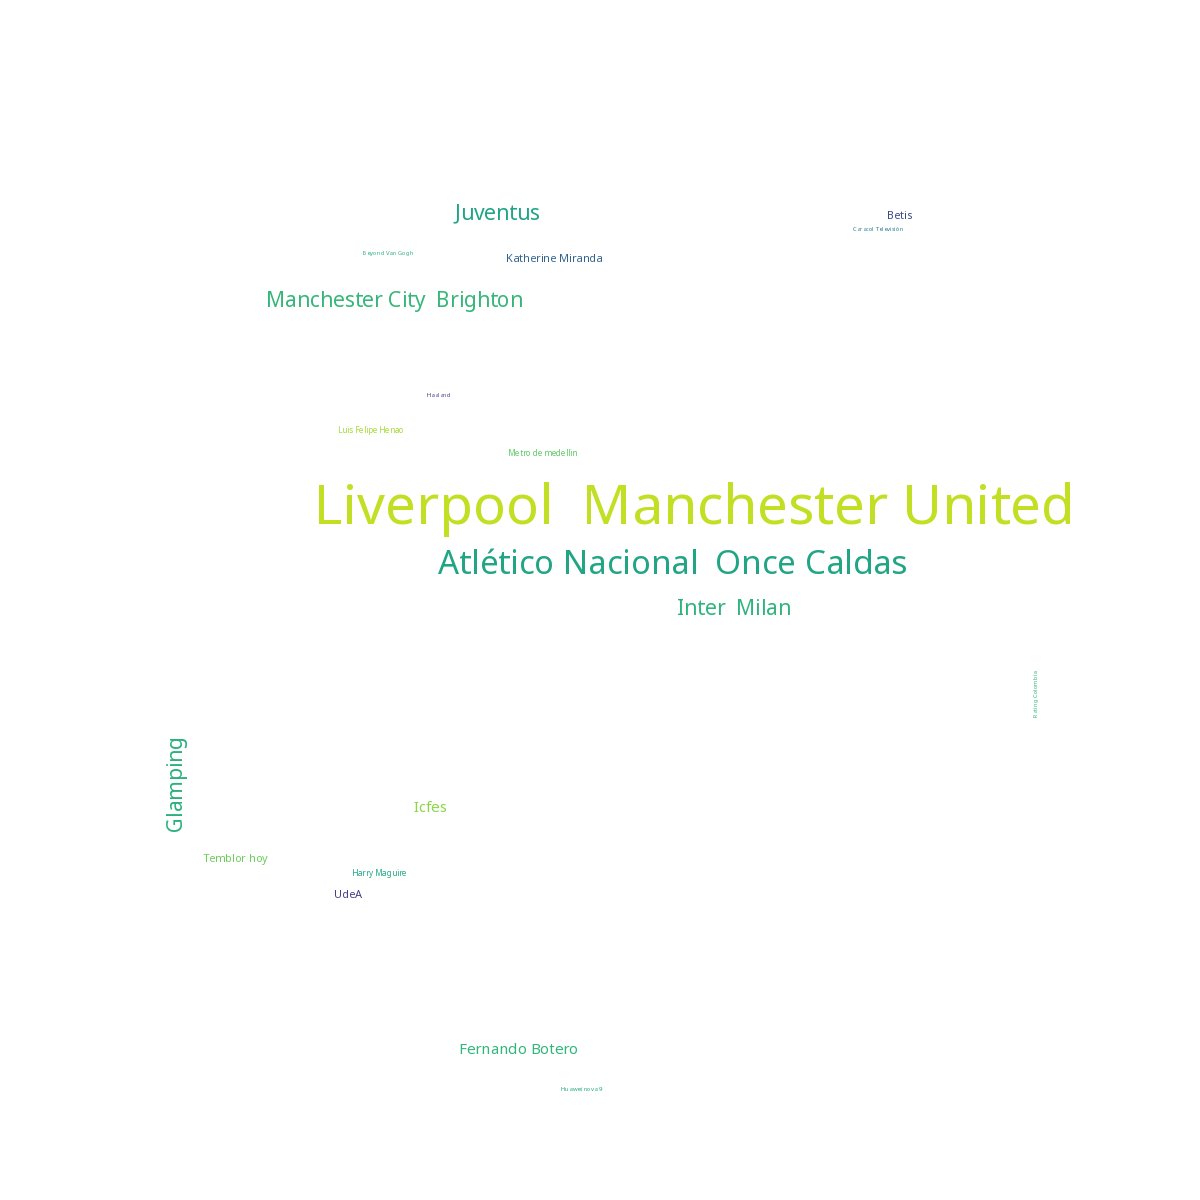 Juventus
Betis
Caracol Televisión
Beyond Van Gogh
Katherine Miranda
Manchester City  Brighton
Haaland
Luis Felipe Henao
Metro de medellin
Liverpool  Manchester United
Atlético Nacional  Once Caldas
Inter  Milan
Rating Colombia
Glamping
Icfes
Temblor hoy
Harry Maguire
UdeA
Fernando Botero
Huawei nova 9